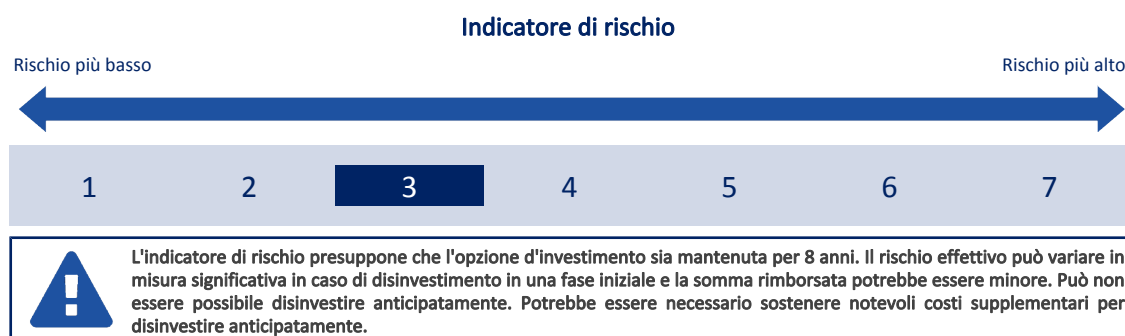 Indicatore di rischio
Rischio più basso
Rischio più alto
1 2 3 4 5 6 7
L'indicatore di rischio presuppone che l'opzione d'investimento sia mantenuta per 8 anni. Il rischio effettivo può variare in
misura significativa in caso di disinvestimento in una fase iniziale e la somma rimborsata potrebbe essere minore. Può non
essere possibile disinvestire anticipatamente. Potrebbe essere necessario sostenere notevoli costi supplementari per
disinvestire anticipatamente.